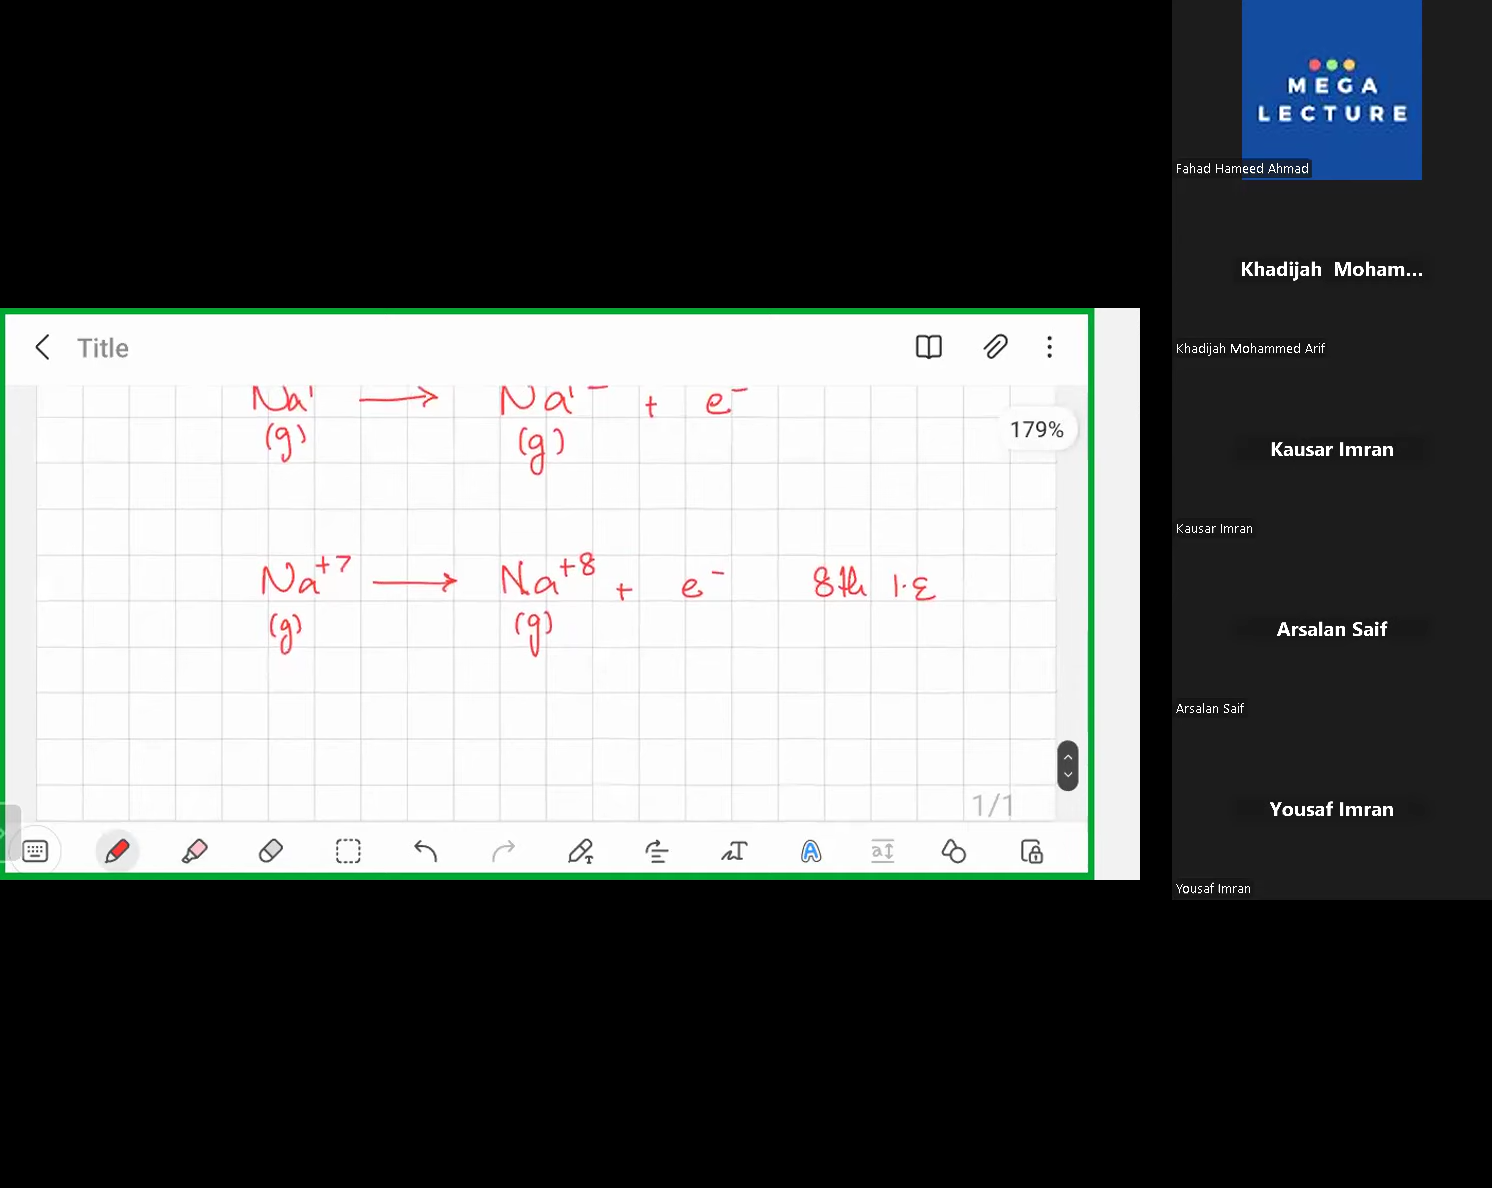 MEGA
LECTURE
Fahad Hameed Ahmad
Khadijah Moham...
Khadijah Mohammed Arif
Title
Na → Na + e⁻
(g) (g)
179%
Kausar Imran
Kausar Imran
Na⁺⁷ → Na⁺⁸ + e⁻ 8th I.E
(g) (g)
Arsalan Saif
Arsalan Saif
1/1
Yousaf Imran
Yousaf Imran